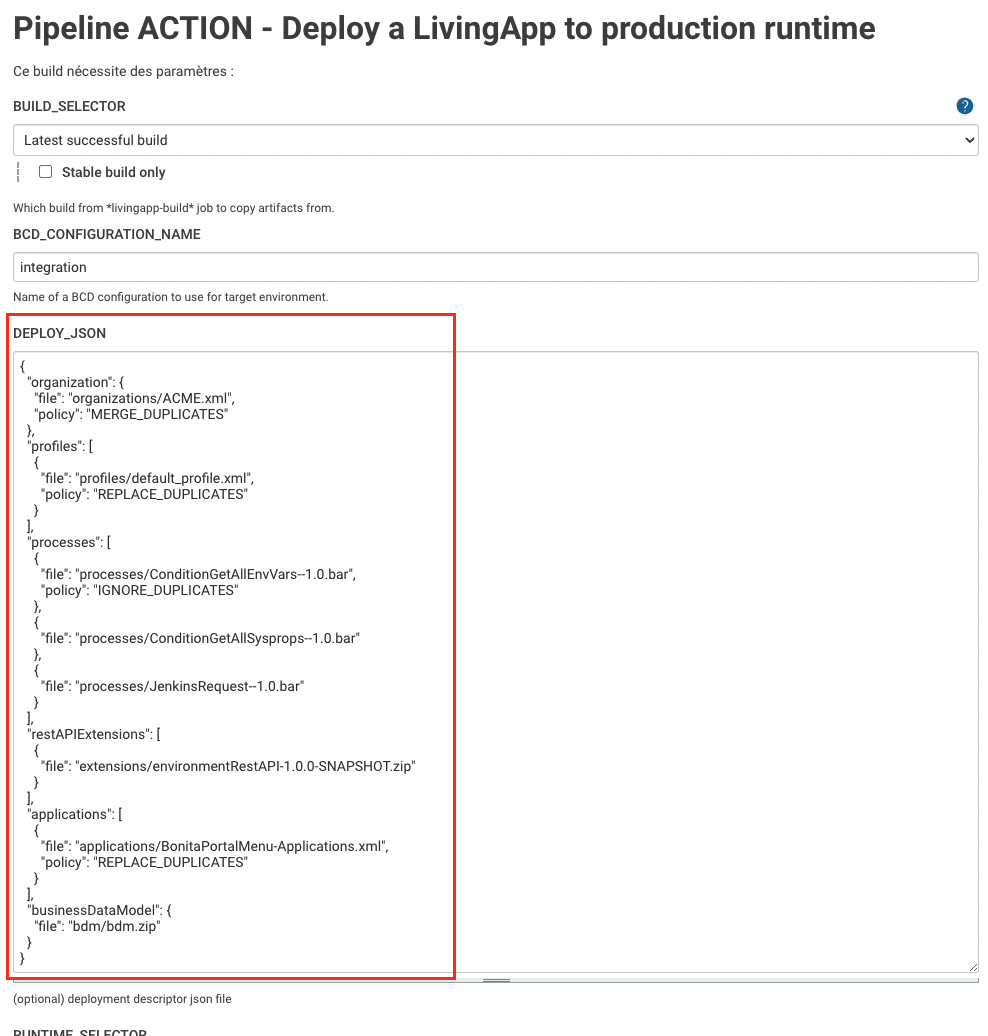 Pipeline ACTION - Deploy a LivingApp to production runtime
Ce build nécessite des paramètres :
BUILD_SELECTOR
?
Latest successful build
Stable build only
Which build from *livingapp-build* job to copy artifacts from.
BCD_CONFIGURATION_NAME
integration
Name of a BCD configuration to use for target environment.
DEPLOY_JSON
{
"organization": {
"file": "organizations/ACME.xml",
"policy": "MERGE_DUPLICATES"
},
"profiles": [
{
"file": "profiles/default_profile.xml",
"policy": "REPLACE_DUPLICATES"
}
],
"processes": [
{
"file": "processes/ConditionGetAllEnvVars--1.0.bar",
"policy": "IGNORE_DUPLICATES"
},
{
"file": "processes/ConditionGetAllSysprops--1.0.bar"
},
{
"file": "processes/JenkinsRequest--1.0.bar"
}
],
"restAPIExtensions": [
{
"file": "extensions/environmentRestAPI-1.0.0-SNAPSHOT.zip"
}
],
"applications": [
{
"file": "applications/BonitaPortalMenu-Applications.xml",
"policy": "REPLACE_DUPLICATES"
}
],
"businessDataModel": {
"file": "bdm/bdm.zip"
}
}
(optional) deployment descriptor json file
RUNTIME_SELECTOR